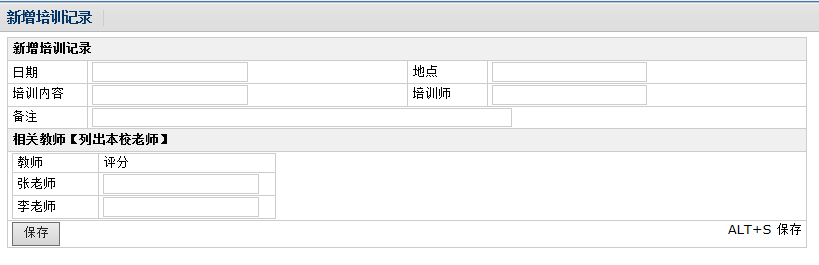 新增培训记录
新增培训记录
日期 地点
培训内容 培训师
备注
相关教师【列出本校老师】
教师 评分
张老师
李老师
保存 ALT+S 保存